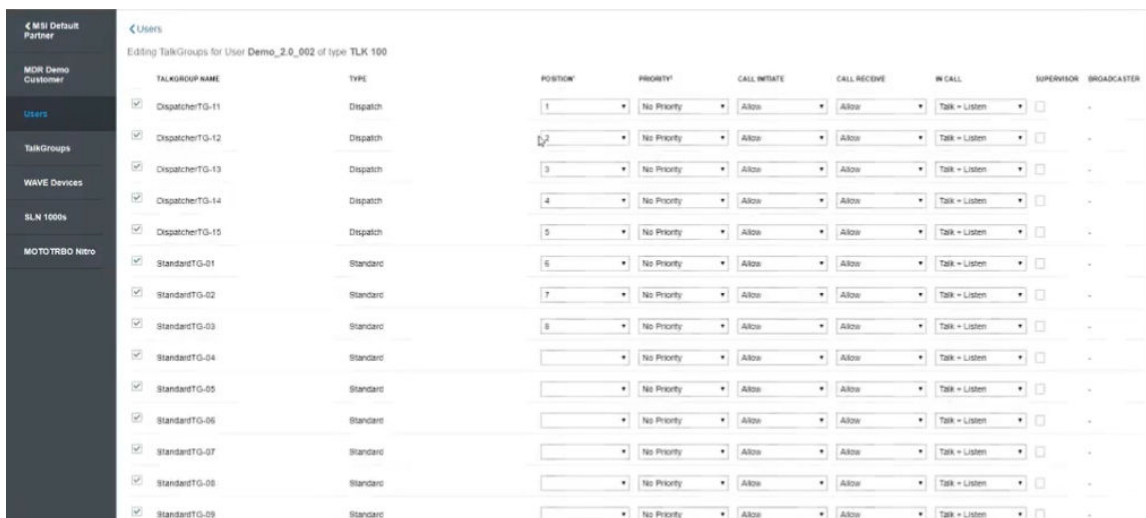 ❮ MSI Default
Partner
MDR Demo
Customer
Users
TalkGroups
WAVE Devices
SLN 1000s
MOTOTRBO Nitro
❮ Users
Editing TalkGroups for User Demo_2.0_002 of type TLK 100
TALKGROUP NAME TYPE POSITION* PRIORITY* CALL INITIATE CALL RECEIVE IN CALL SUPERVISOR BROADCASTER
DispatcherTG-11 Dispatch 1 No Priority Allow Allow Talk + Listen -
DispatcherTG-12 Dispatch 2 No Priority Allow Allow Talk + Listen -
DispatcherTG-13 Dispatch 3 No Priority Allow Allow Talk + Listen -
DispatcherTG-14 Dispatch 4 No Priority Allow Allow Talk + Listen -
DispatcherTG-15 Dispatch 5 No Priority Allow Allow Talk + Listen -
StandardTG-01 Standard 6 No Priority Allow Allow Talk + Listen -
StandardTG-02 Standard 7 No Priority Allow Allow Talk + Listen -
StandardTG-03 Standard 8 No Priority Allow Allow Talk + Listen -
StandardTG-04 Standard No Priority Allow Allow Talk + Listen -
StandardTG-05 Standard No Priority Allow Allow Talk + Listen -
StandardTG-06 Standard No Priority Allow Allow Talk + Listen -
StandardTG-07 Standard No Priority Allow Allow Talk + Listen -
StandardTG-08 Standard No Priority Allow Allow Talk + Listen -
StandardTG-09 Standard No Priority Allow Allow Talk + Listen -